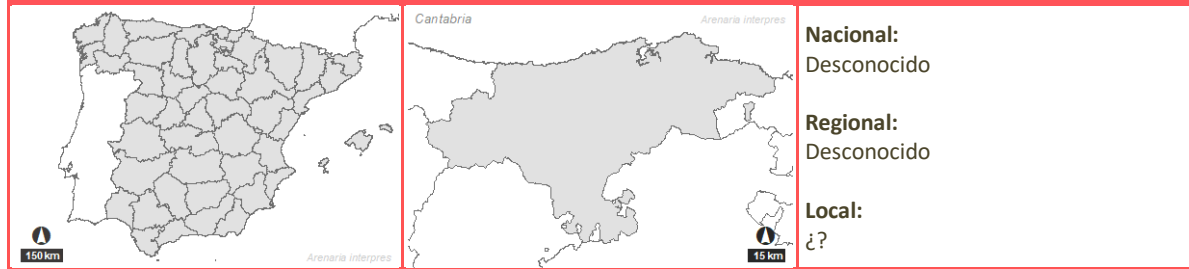 150 km
Arenaria interpres
Cantabria
Arenaria interpres
15 km
Nacional:
Desconocido
Regional:
Desconocido
Local:
¿?